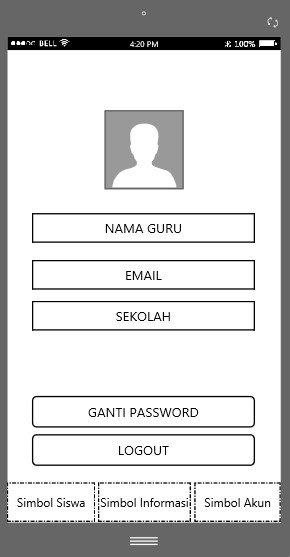 BELL 4:20 PM 100%
NAMA GURU
EMAIL
SEKOLAH
GANTI PASSWORD
LOGOUT
Simbol Siswa Simbol Informasi Simbol Akun